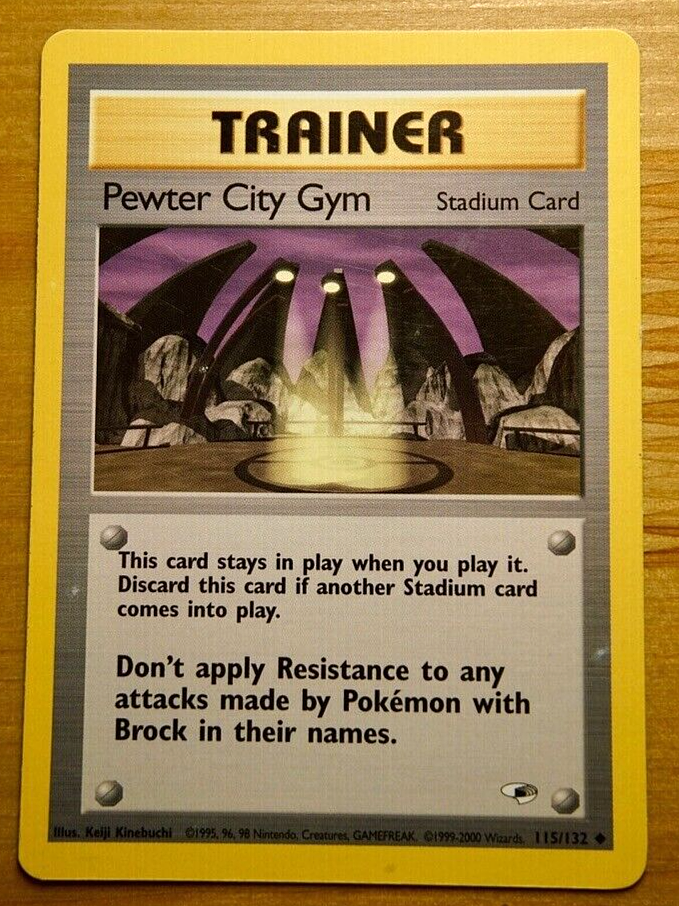 TRAINER
Pewter City Gym Stadium Card
This card stays in play when you play it.
Discard this card if another Stadium card
comes into play.
Don't apply Resistance to any
attacks made by Pokémon with
Brock in their names.
Illus. Keiji Kinebuchi ©1995, 96, 98 Nintendo, Creatures, GAMEFREAK. ©1999-2000 Wizards. 115/132 ◆